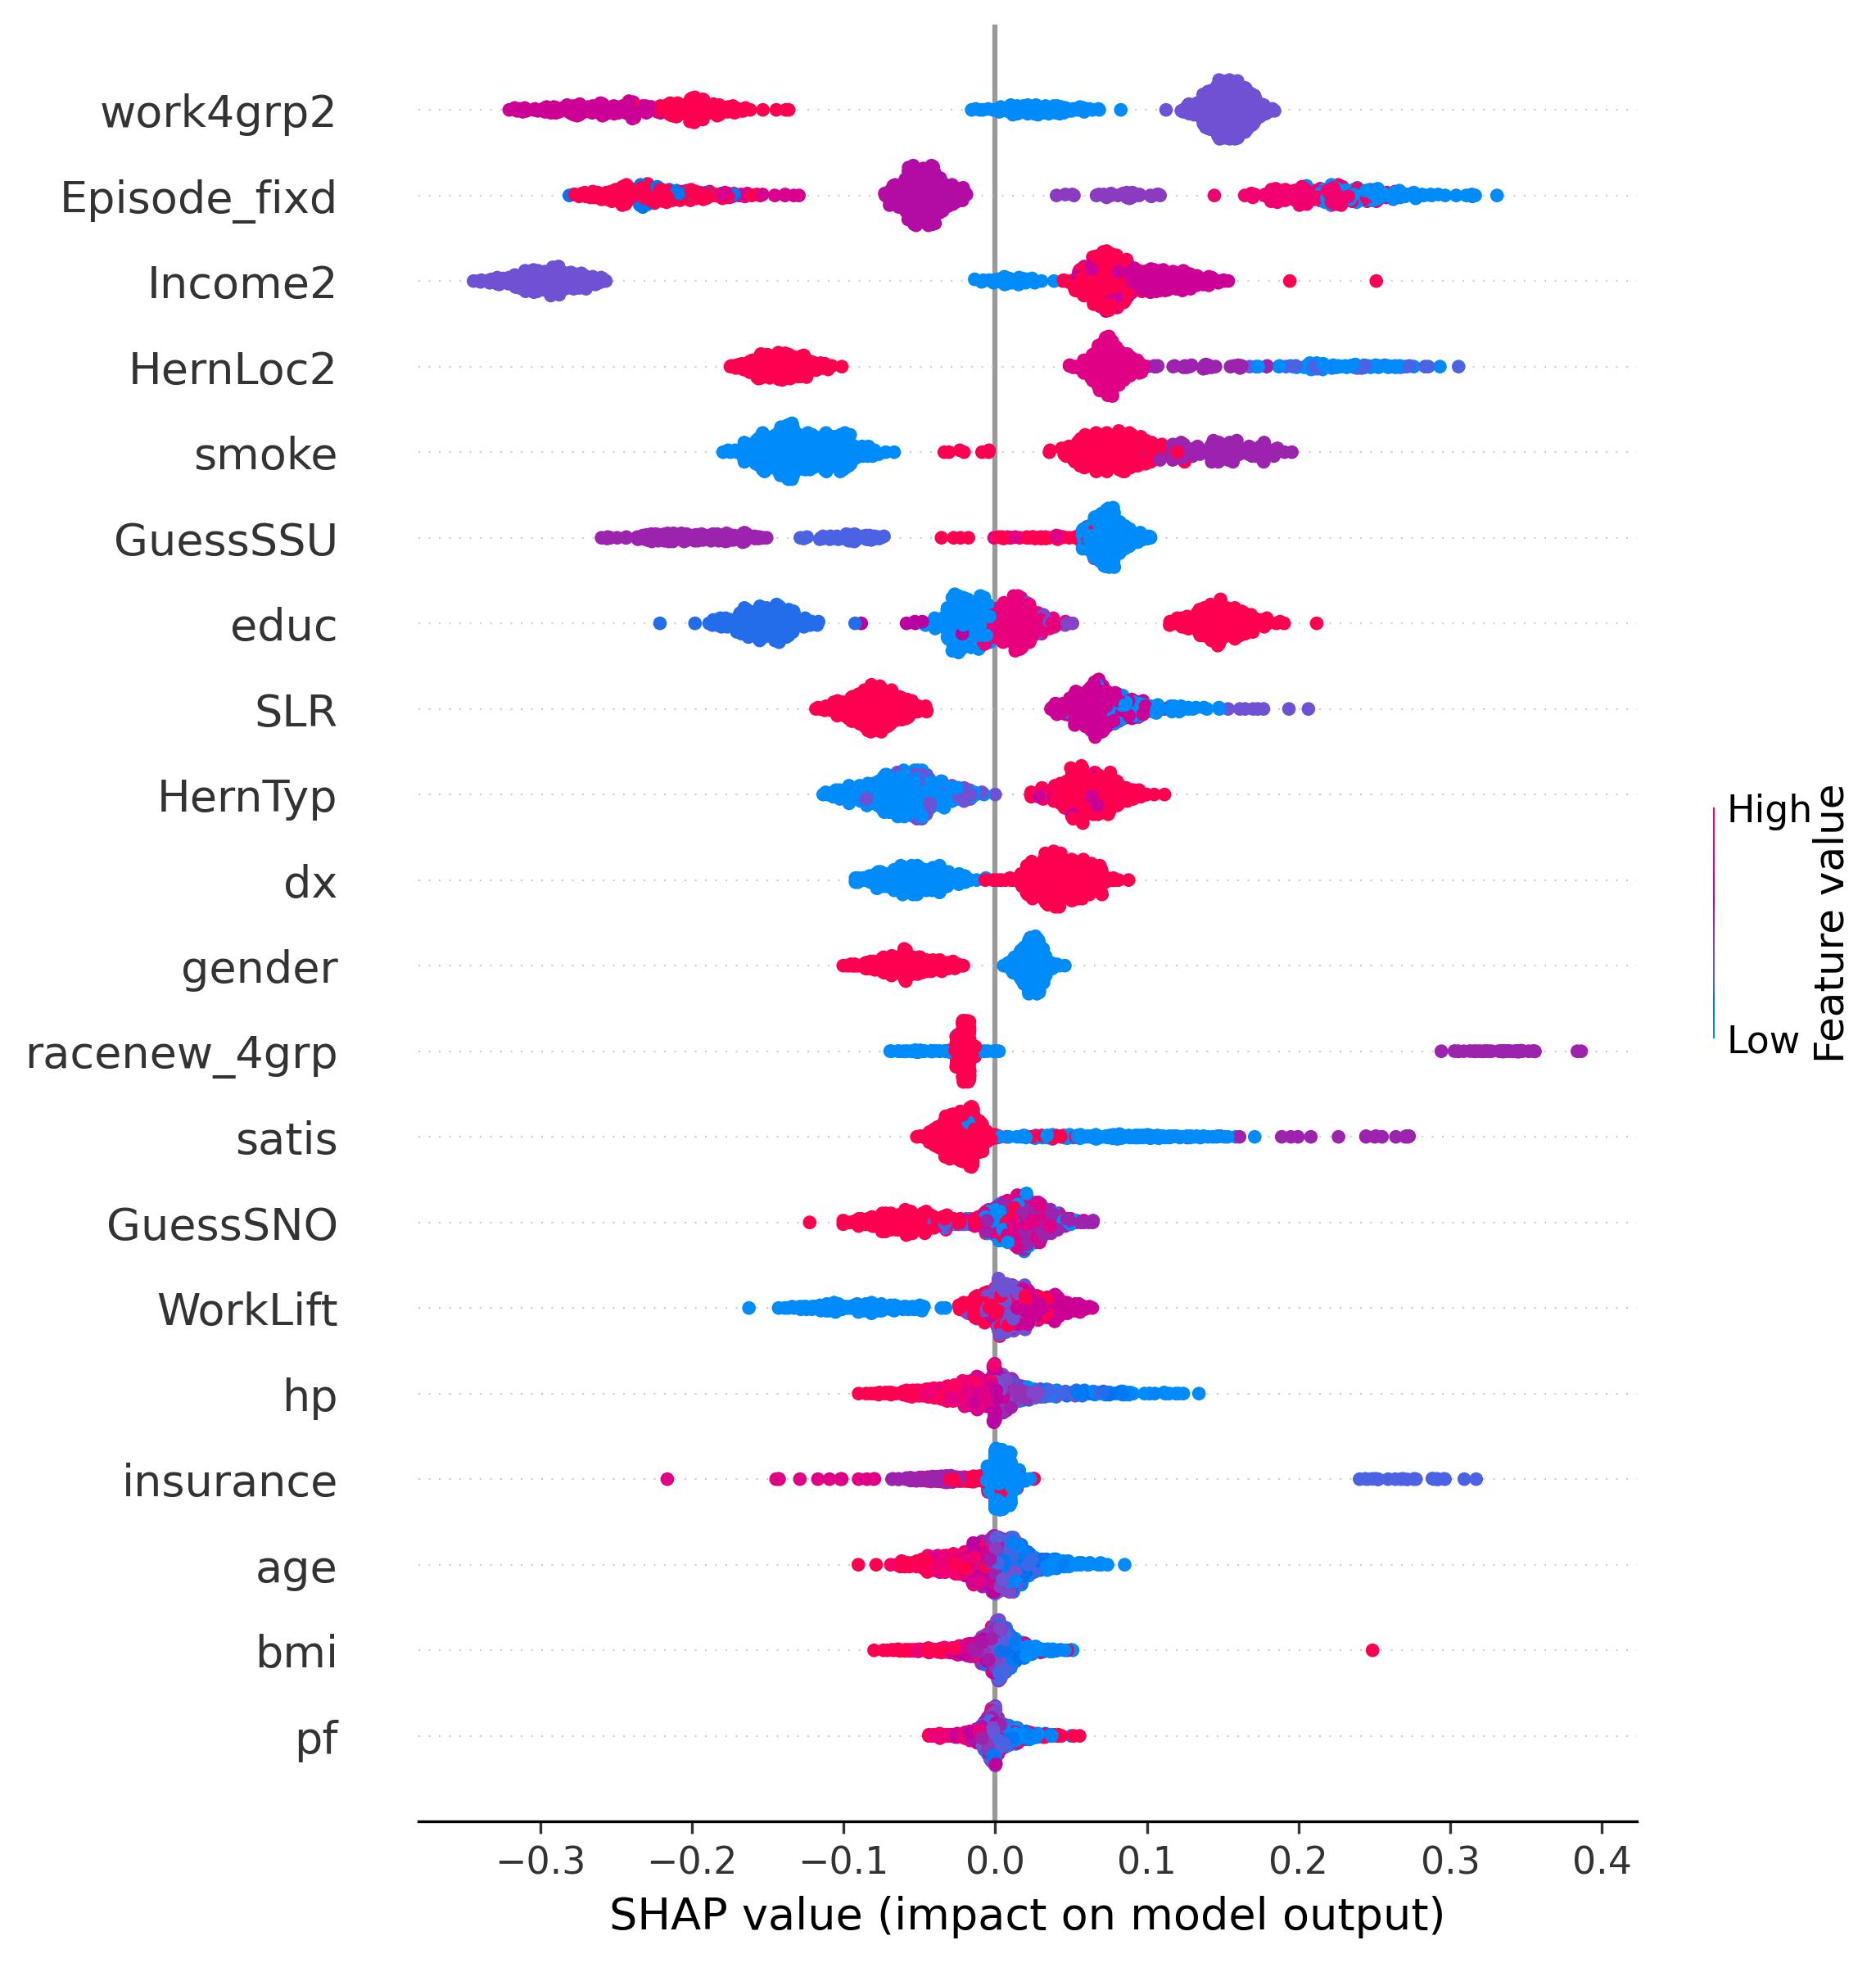 work4grp2
Episode_fixd
Income2
HernLoc2
smoke
GuessSSU
educ
SLR
HernTyp
dx
gender
racenew_4grp
satis
GuessSNO
WorkLift
hp
insurance
age
bmi
pf
High
Low
Feature value
−0.3 −0.2 −0.1 0.0 0.1 0.2 0.3 0.4
SHAP value (impact on model output)